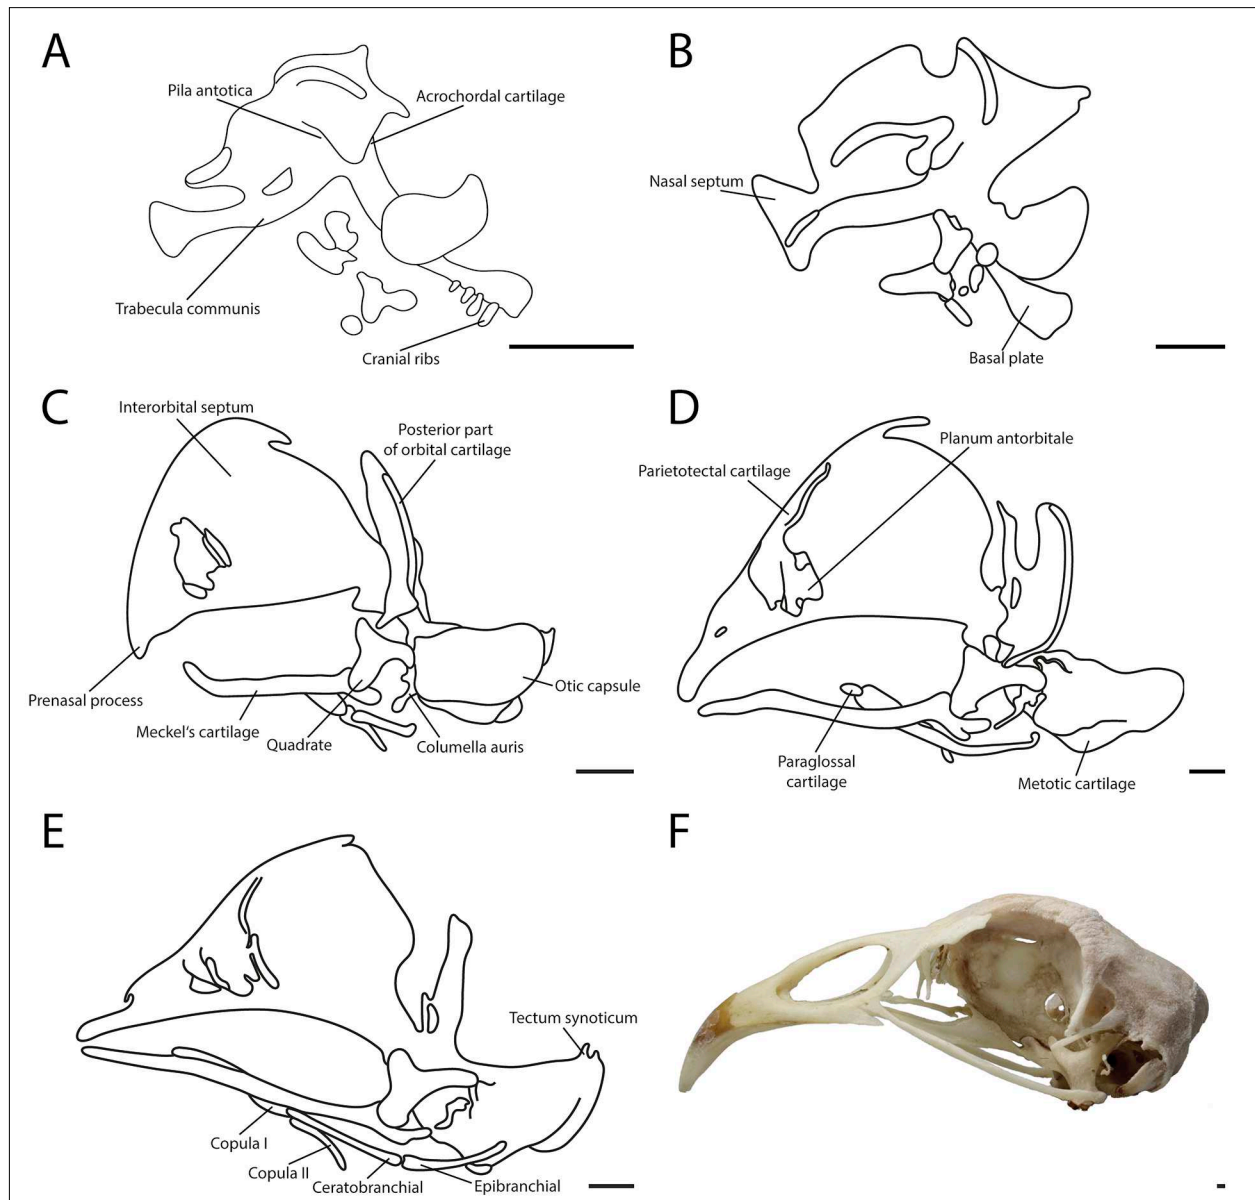 A
Pila antotica
Acrochordal cartilage
Trabecula communis
Cranial ribs
B
Nasal septum
Basal plate
C
Interorbital septum
Posterior part
of orbital cartilage
Prenasal process
Meckel's cartilage
Quadrate
Columella auris
Otic capsule
D
Planum antorbitale
Parietotectal cartilage
Paraglossal
cartilage
Metotic cartilage
E
Tectum synoticum
Copula I
Copula II
Ceratobranchial
Epibranchial
F